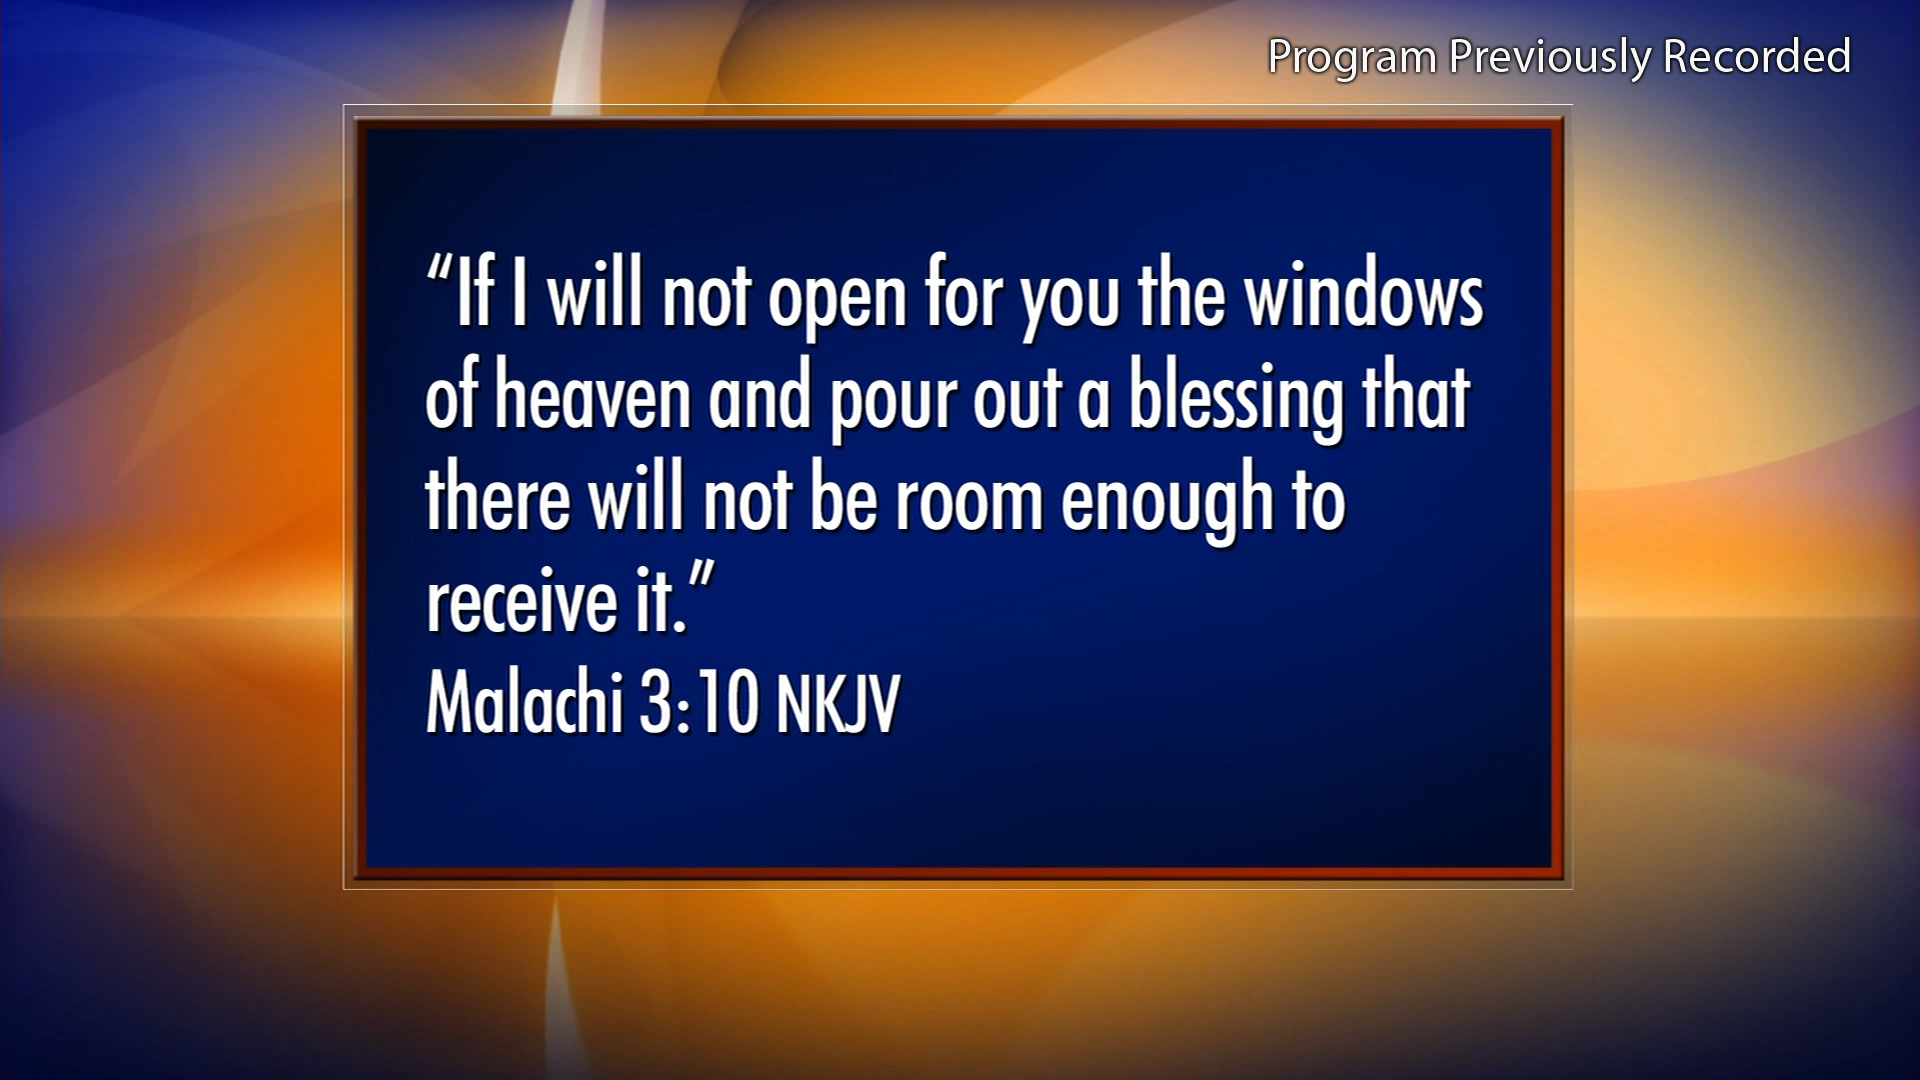 Program Previously Recorded
“If I will not open for you the windows
of heaven and pour out a blessing that
there will not be room enough to
receive it.”
Malachi 3:10 NKJV